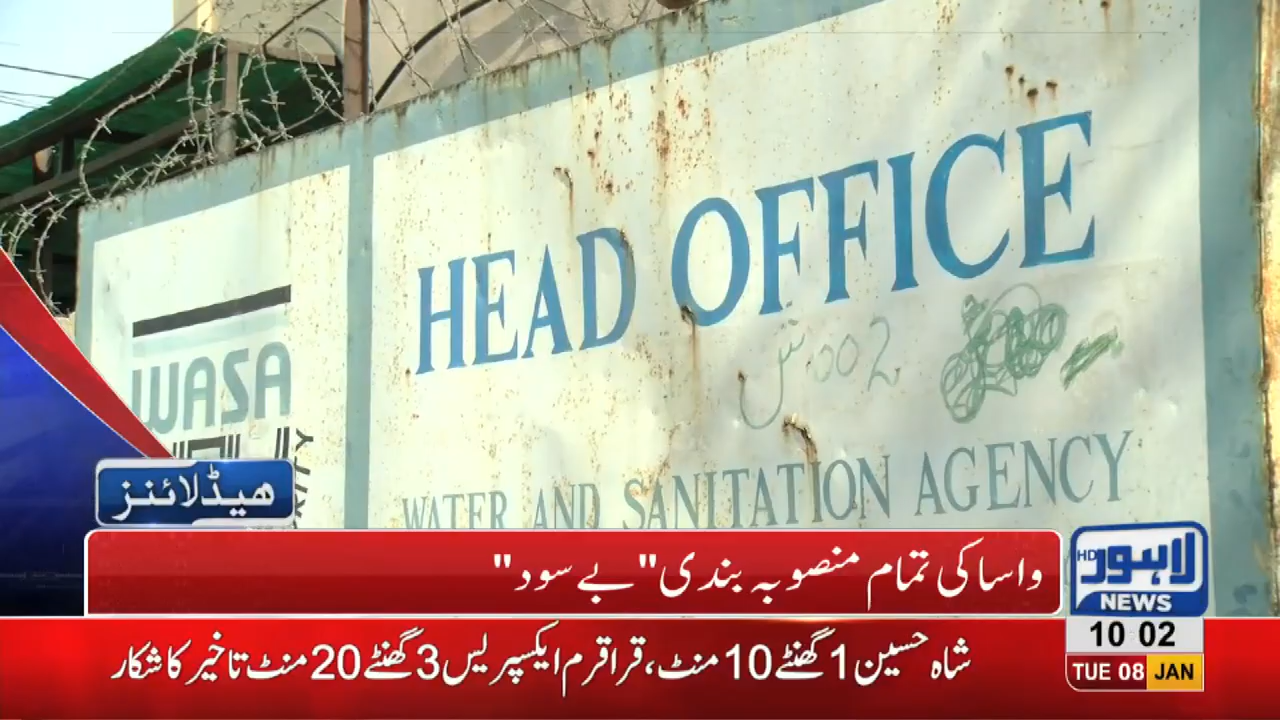 HEAD OFFICE
WASA
WATER AND SANITATION AGENCY
ھیڈلائنز
واسا کی تمام منصوبہ بندی "بے سود"
HD
لاہور
NEWS
10 02
TUE 08 JAN
شاہ حسین 1 گھنٹے 10 منٹ، قراقرم ایکسپریس 3 گھنٹے 20 منٹ تاخیر کا شکار